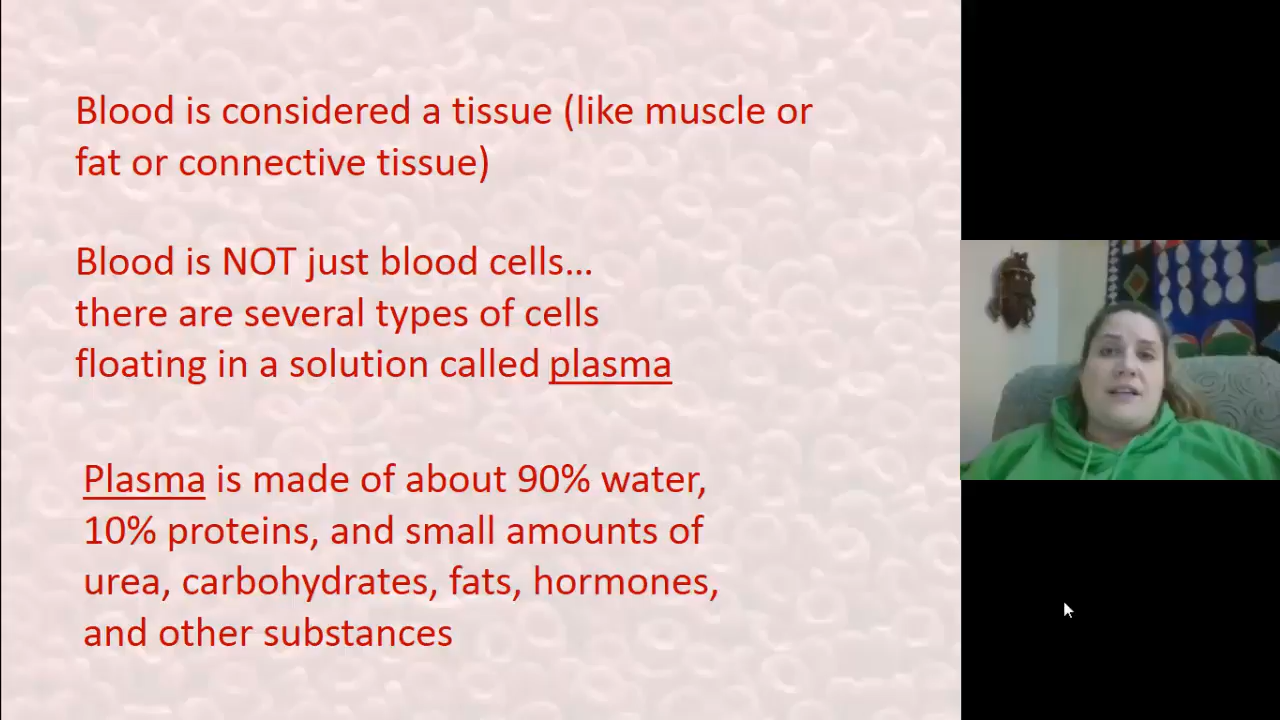 Blood is considered a tissue (like muscle or
fat or connective tissue)
Blood is NOT just blood cells...
there are several types of cells
floating in a solution called plasma
Plasma is made of about 90% water,
10% proteins, and small amounts of
urea, carbohydrates, fats, hormones,
and other substances